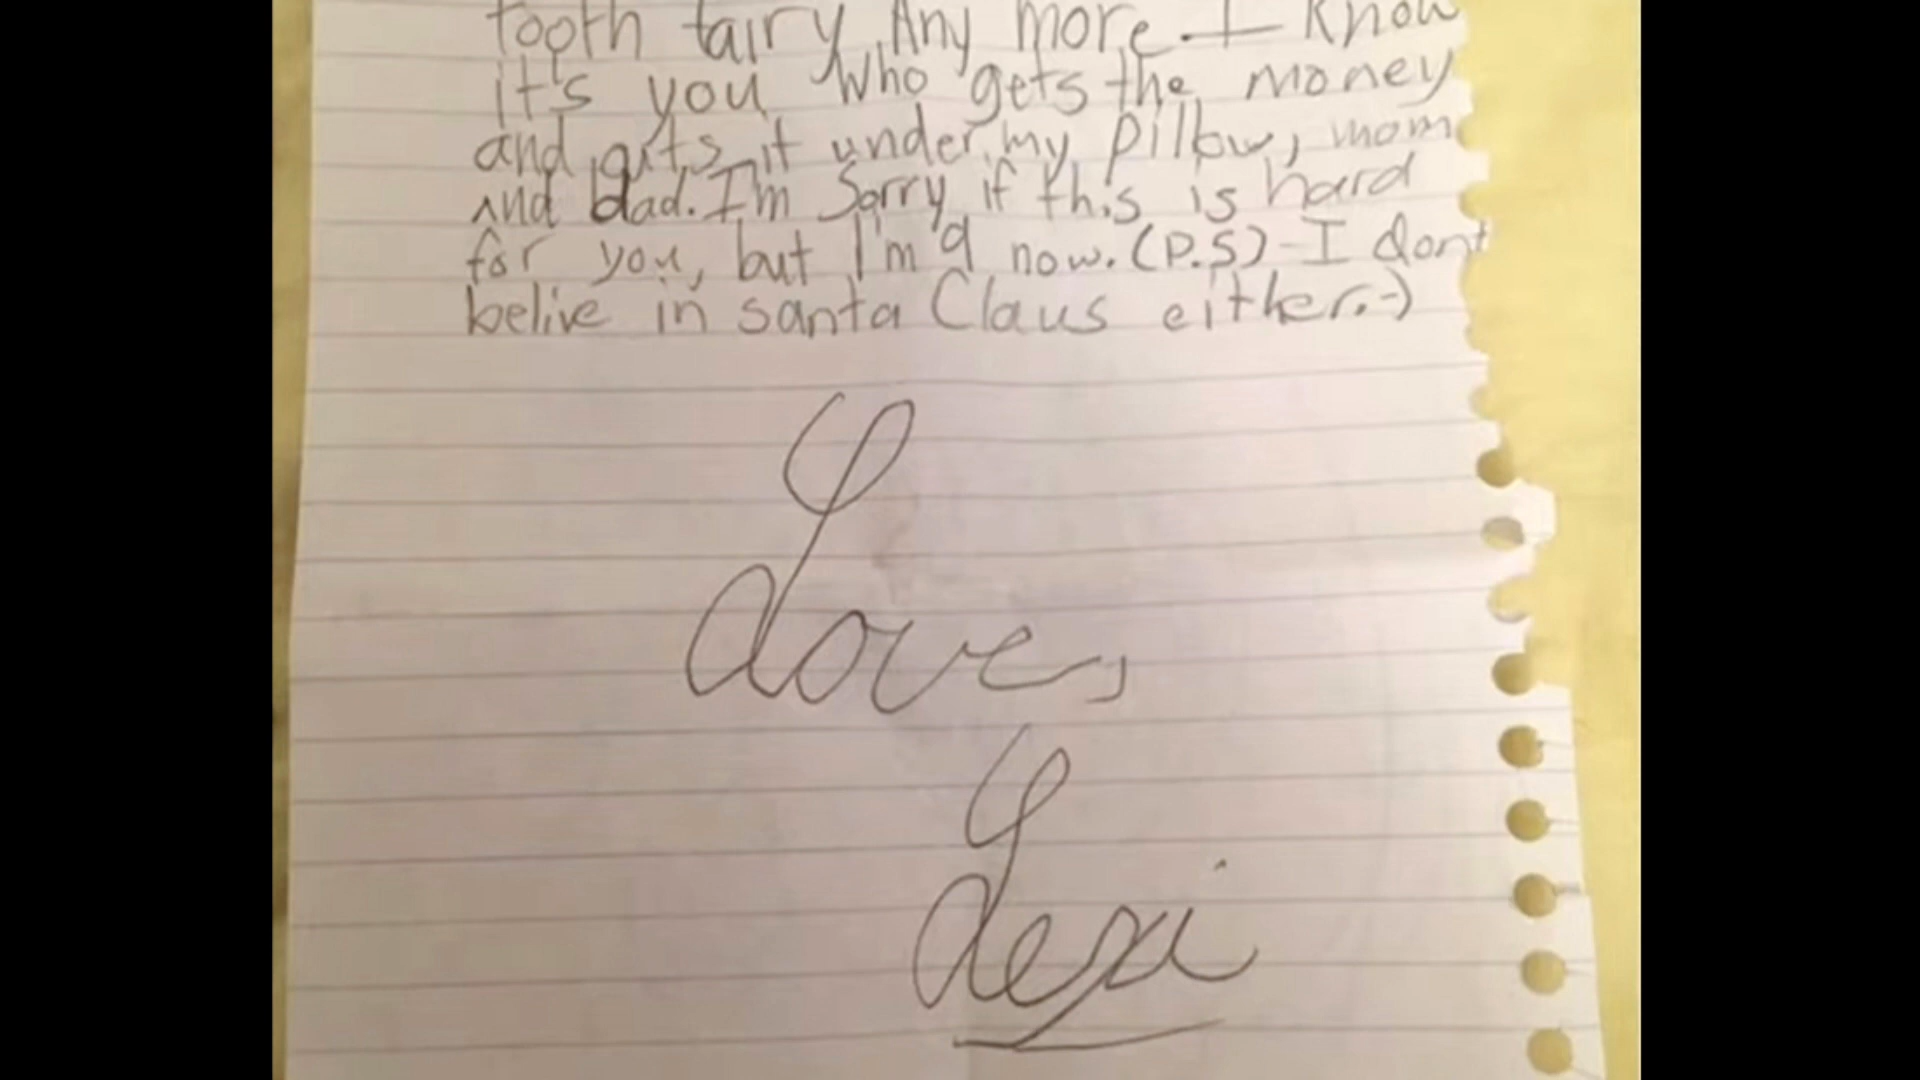 tooth fairy Any more. I know
it's you who gets the money
and puts it under my pillow, mom
And dad. I'm Sorry if this is hard
for you, but I'm 9 now. (P.S) - I dont
belive in santa Claus either. :)
Love,
Lexi